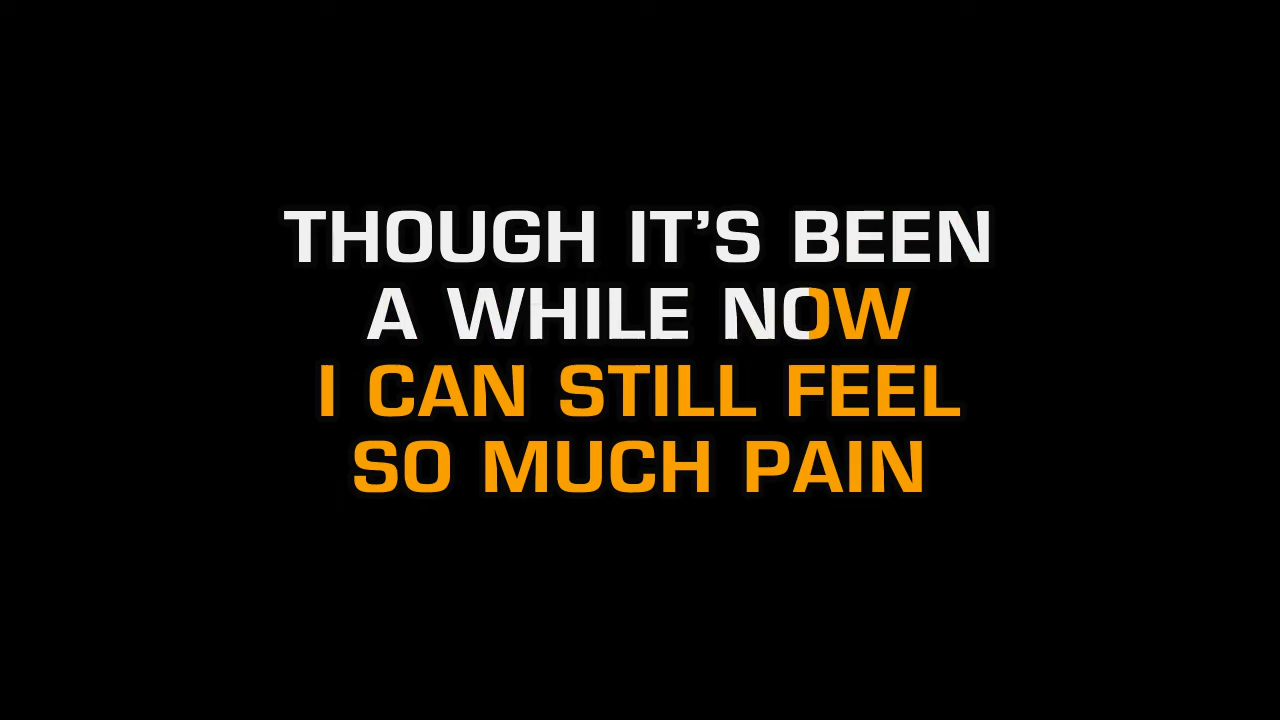 THOUGH IT’S BEEN
A WHILE NOW
I CAN STILL FEEL
SO MUCH PAIN